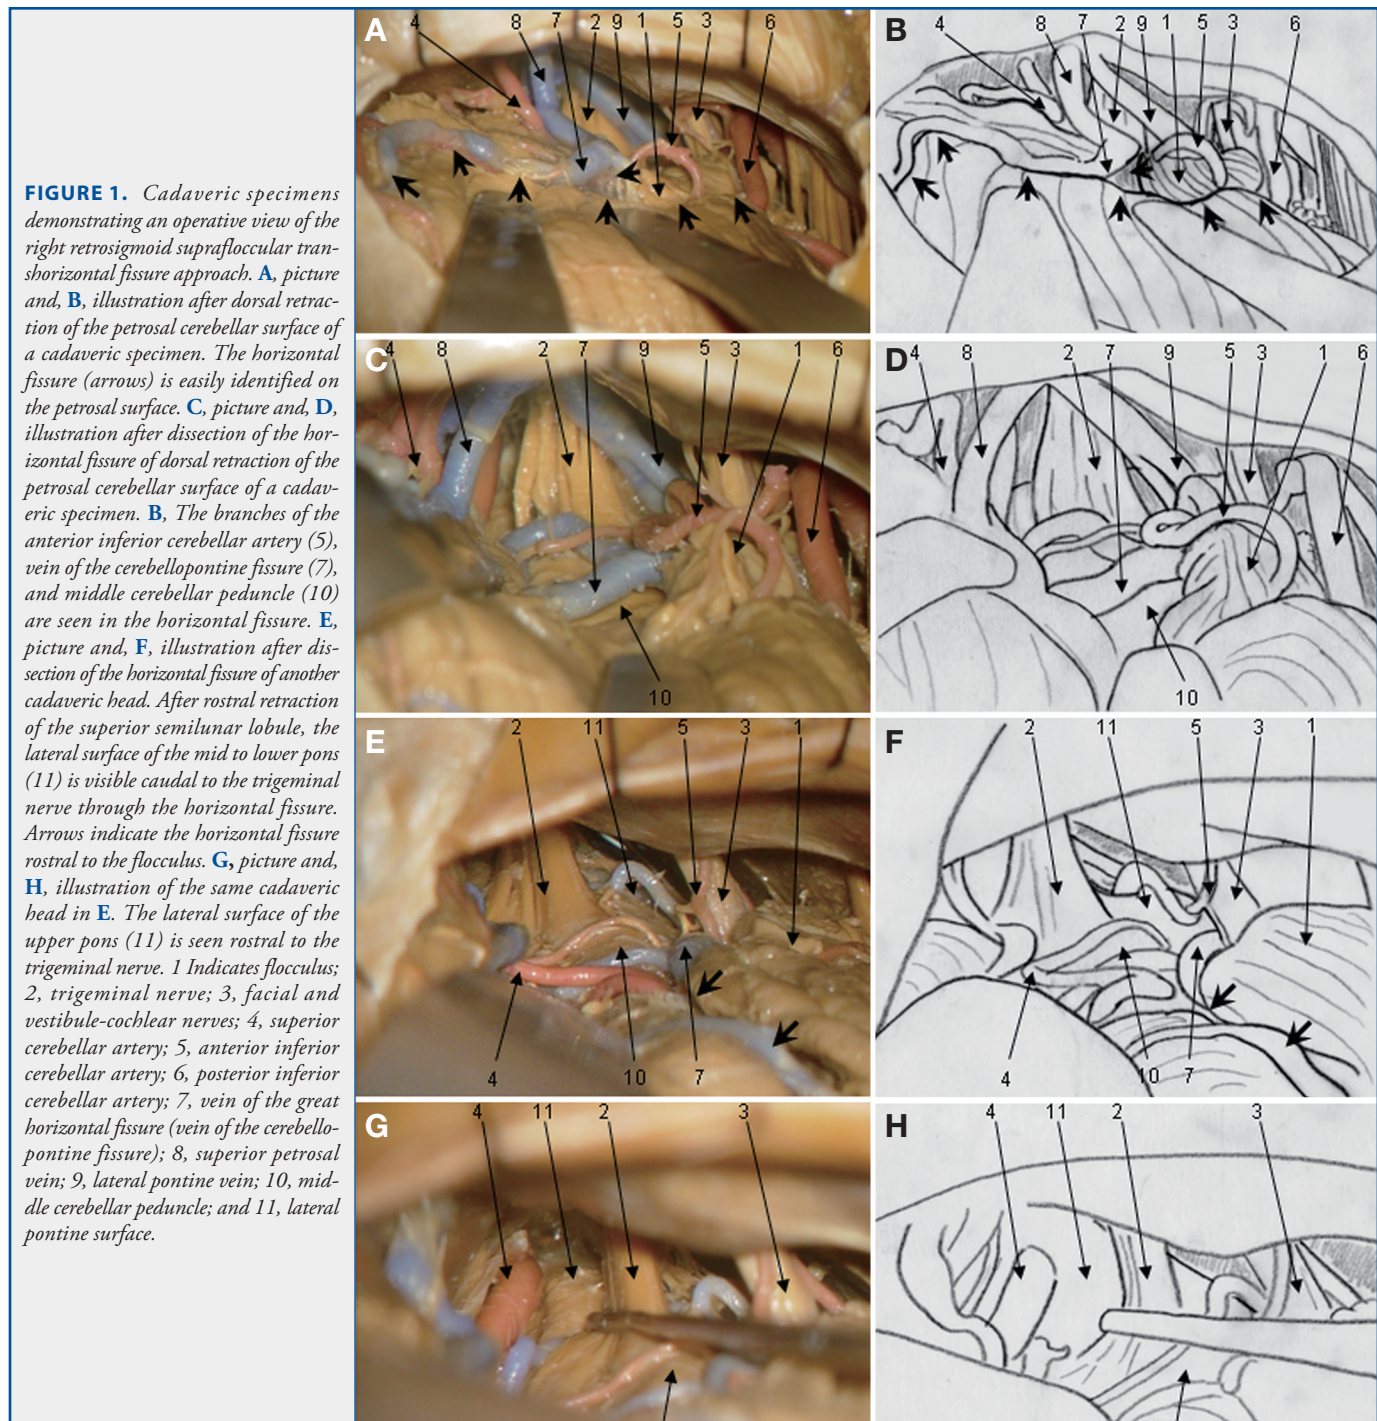 FIGURE 1. Cadaveric specimens
demonstrating an operative view of the
right retrosigmoid suprafloccular tran-
shorizontal fissure approach. A, picture
and, B, illustration after dorsal retrac-
tion of the petrosal cerebellar surface of
a cadaveric specimen. The horizontal
fissure (arrows) is easily identified on
the petrosal surface. C, picture and, D,
illustration after dissection of the hor-
izontal fissure of dorsal retraction of the
petrosal cerebellar surface of a cadav-
eric specimen. B, The branches of the
anterior inferior cerebellar artery (5),
vein of the cerebellopontine fissure (7),
and middle cerebellar peduncle (10)
are seen in the horizontal fissure. E,
picture and, F, illustration after dis-
section of the horizontal fissure of another
cadaveric head. After rostral retraction
of the superior semilunar lobule, the
lateral surface of the mid to lower pons
(11) is visible caudal to the trigeminal
nerve through the horizontal fissure.
Arrows indicate the horizontal fissure
rostral to the flocculus. G, picture and,
H, illustration of the same cadaveric
head in E. The lateral surface of the
upper pons (11) is seen rostral to the
trigeminal nerve. 1 Indicates flocculus;
2, trigeminal nerve; 3, facial and
vestibule-cochlear nerves; 4, superior
cerebellar artery; 5, anterior inferior
cerebellar artery; 6, posterior inferior
cerebellar artery; 7, vein of the great
horizontal fissure (vein of the cerebello-
pontine fissure); 8, superior petrosal
vein; 9, lateral pontine vein; 10, mid-
dle cerebellar peduncle; and 11, lateral
pontine surface.
A 4 8 7 2 9 1 5 3 6
B 4 8 7 2 9 1 5 3 6
C 4 8 2 7 9 5 3 1 6
10
D 4 8 2 7 9 5 3 1 6
10
E 2 11 5 3 1
4 10 7
F 2 11 5 3 1
4 10 7
G 4 11 2 3
H 4 11 2 3